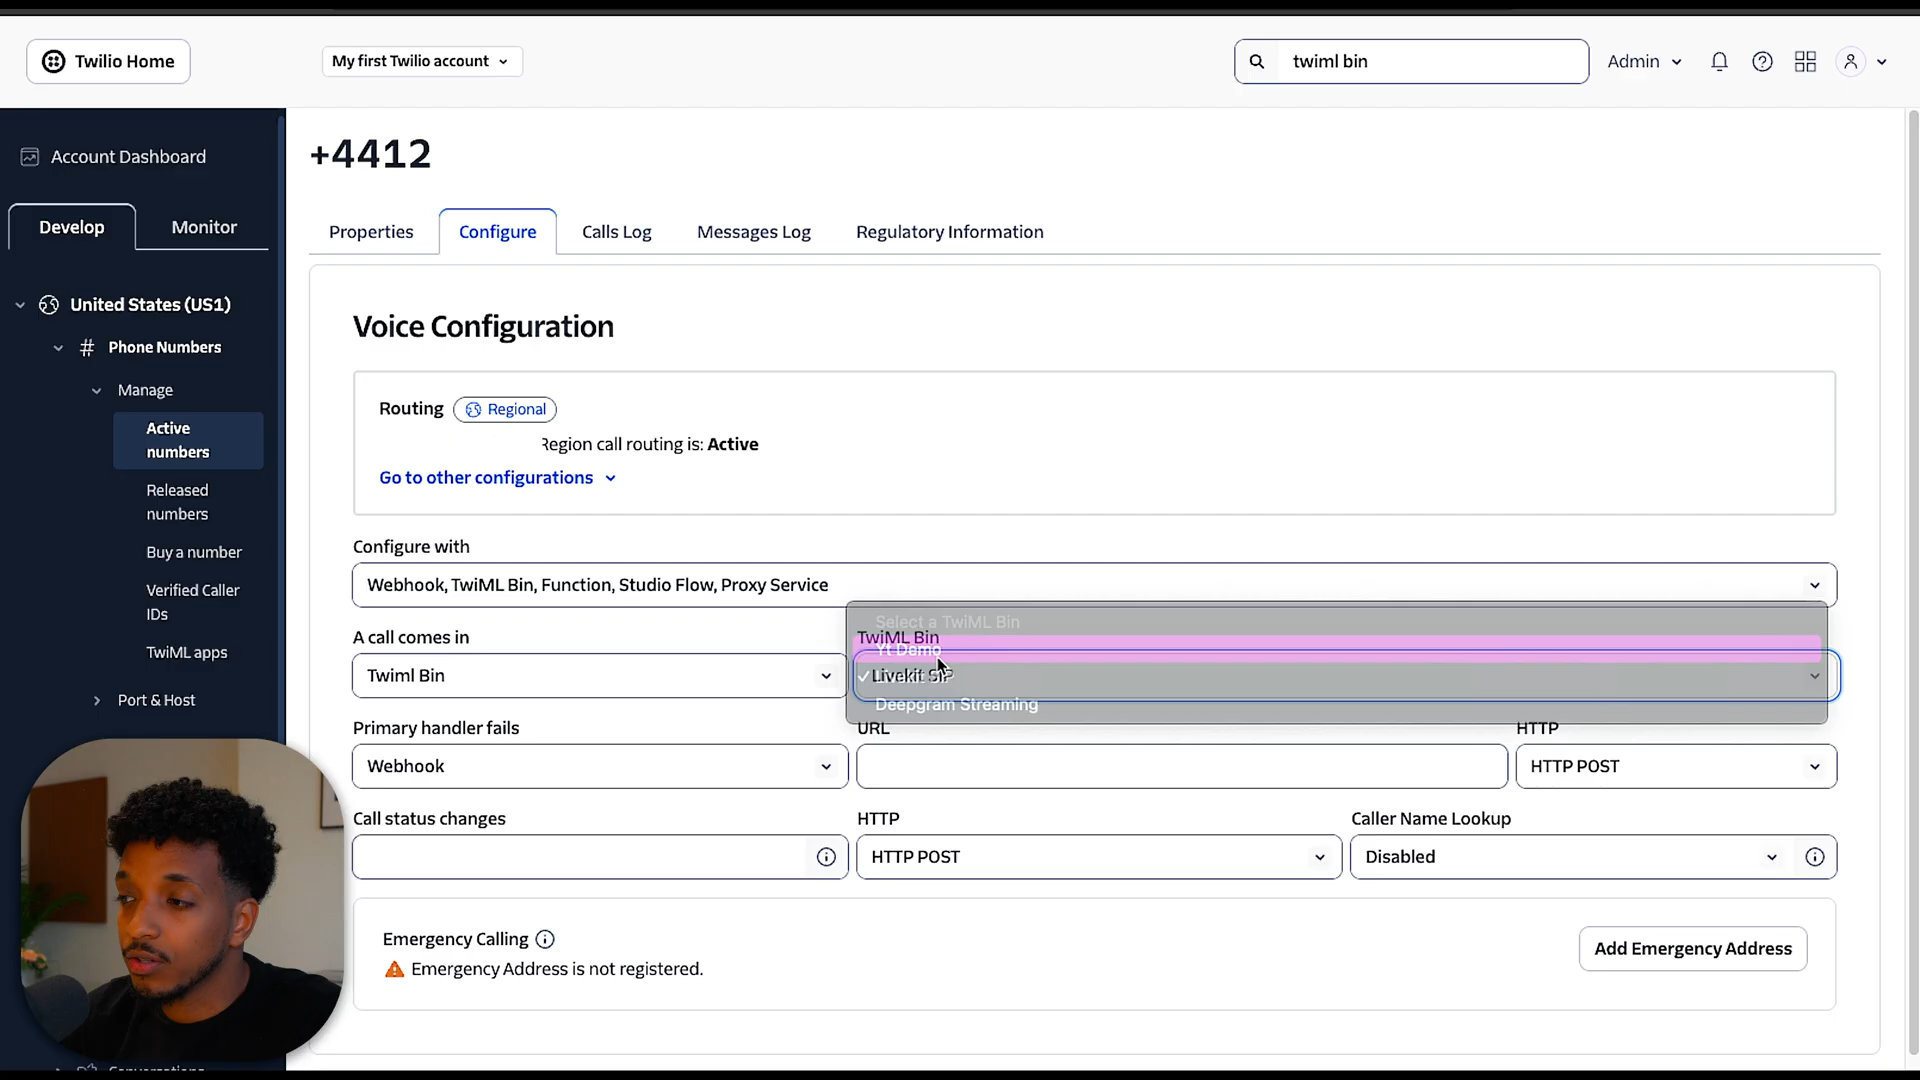 Twilio Home
My first Twilio account
twiml bin
Admin
Account Dashboard
Develop
Monitor
United States (US1)
Phone Numbers
Manage
Active
numbers
Released
numbers
Buy a number
Verified Caller
IDs
TwiML apps
Port & Host
+4412
Properties
Configure
Calls Log
Messages Log
Regulatory Information
Voice Configuration
Routing
Regional
Region call routing is: Active
Go to other configurations
Configure with
Webhook, TwiML Bin, Function, Studio Flow, Proxy Service
A call comes in
Twiml Bin
Select a TwiML Bin
TwiML Bin
Yt Demo
Livekit SIP
Deepgram Streaming
Primary handler fails
Webhook
URL
HTTP
HTTP POST
Call status changes
HTTP
HTTP POST
Caller Name Lookup
Disabled
Emergency Calling
Emergency Address is not registered.
Add Emergency Address